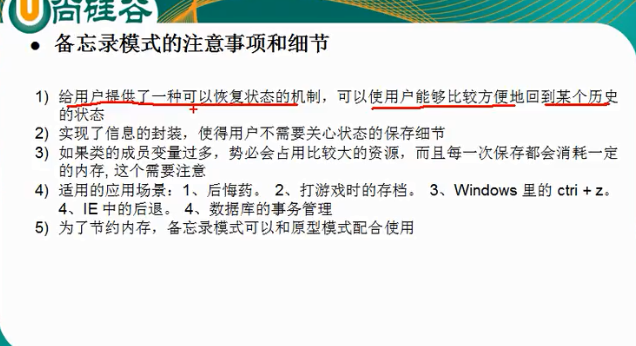 尚硅谷
● 备忘录模式的注意事项和细节
1) 给用户提供了一种可以恢复状态的机制，可以使用户能够比较方便地回到某个历史
的状态
2) 实现了信息的封装，使得用户不需要关心状态的保存细节
3) 如果类的成员变量过多，势必会占用比较大的资源，而且每一次保存都会消耗一定
的内存, 这个需要注意
4) 适用的应用场景：1、后悔药。 2、打游戏时的存档。 3、Windows 里的 ctri + z。
4、IE 中的后退。 4、数据库的事务管理
5) 为了节约内存，备忘录模式可以和原型模式配合使用